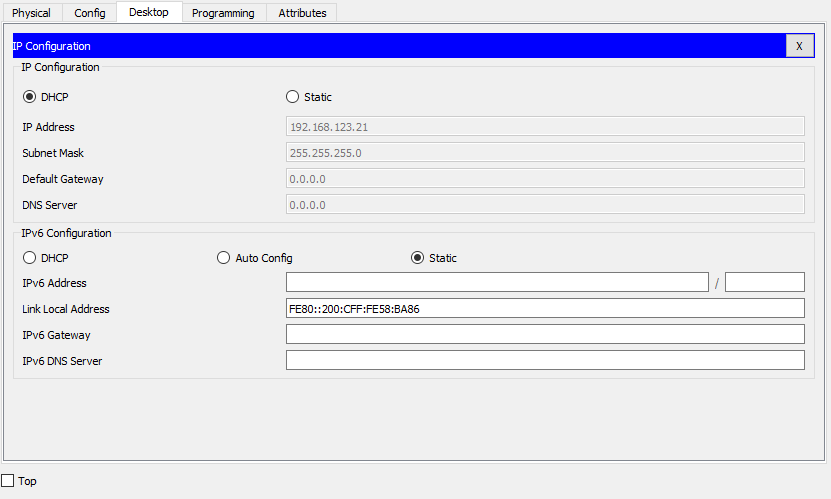 Physical Config Desktop Programming Attributes
IP Configuration X
IP Configuration
DHCP Static
IP Address 192.168.123.21
Subnet Mask 255.255.255.0
Default Gateway 0.0.0.0
DNS Server 0.0.0.0
IPv6 Configuration
DHCP Auto Config Static
IPv6 Address /
Link Local Address FE80::200:CFF:FE58:BA86
IPv6 Gateway
IPv6 DNS Server
Top